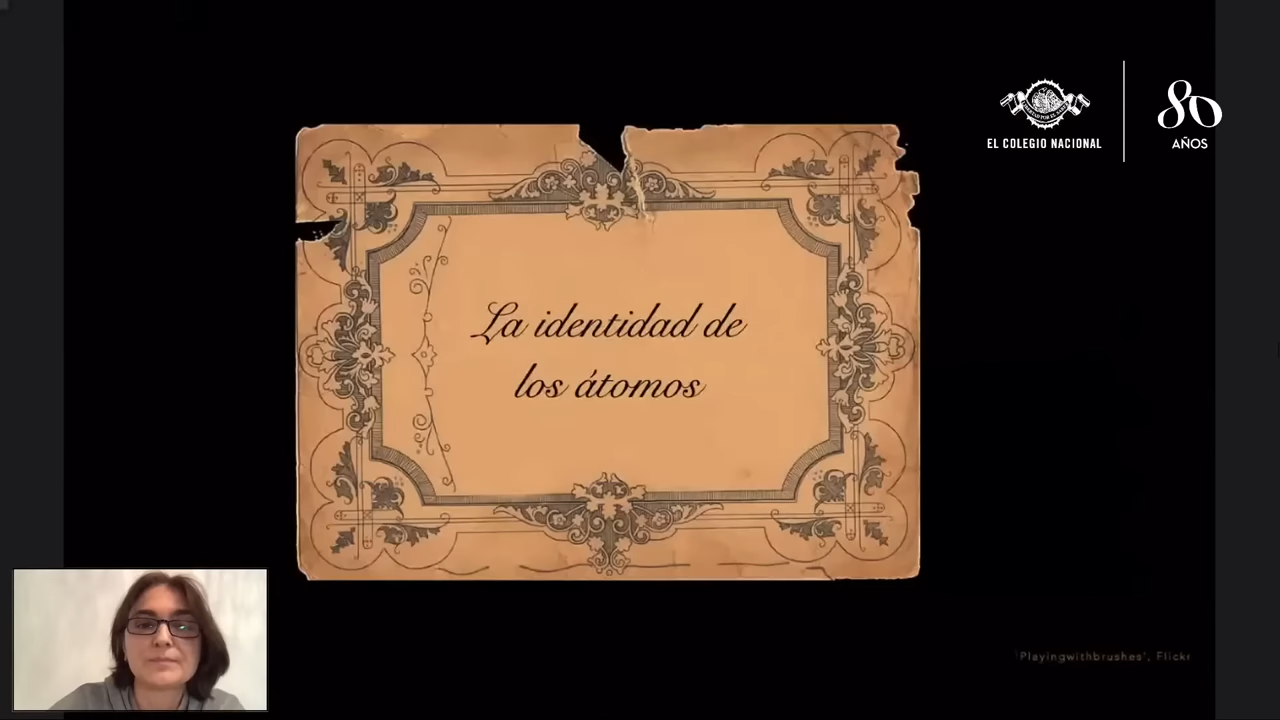 EL COLEGIO NACIONAL
80
AÑOS
La identidad de
los átomos
'Playingwithbrushes', Flickr